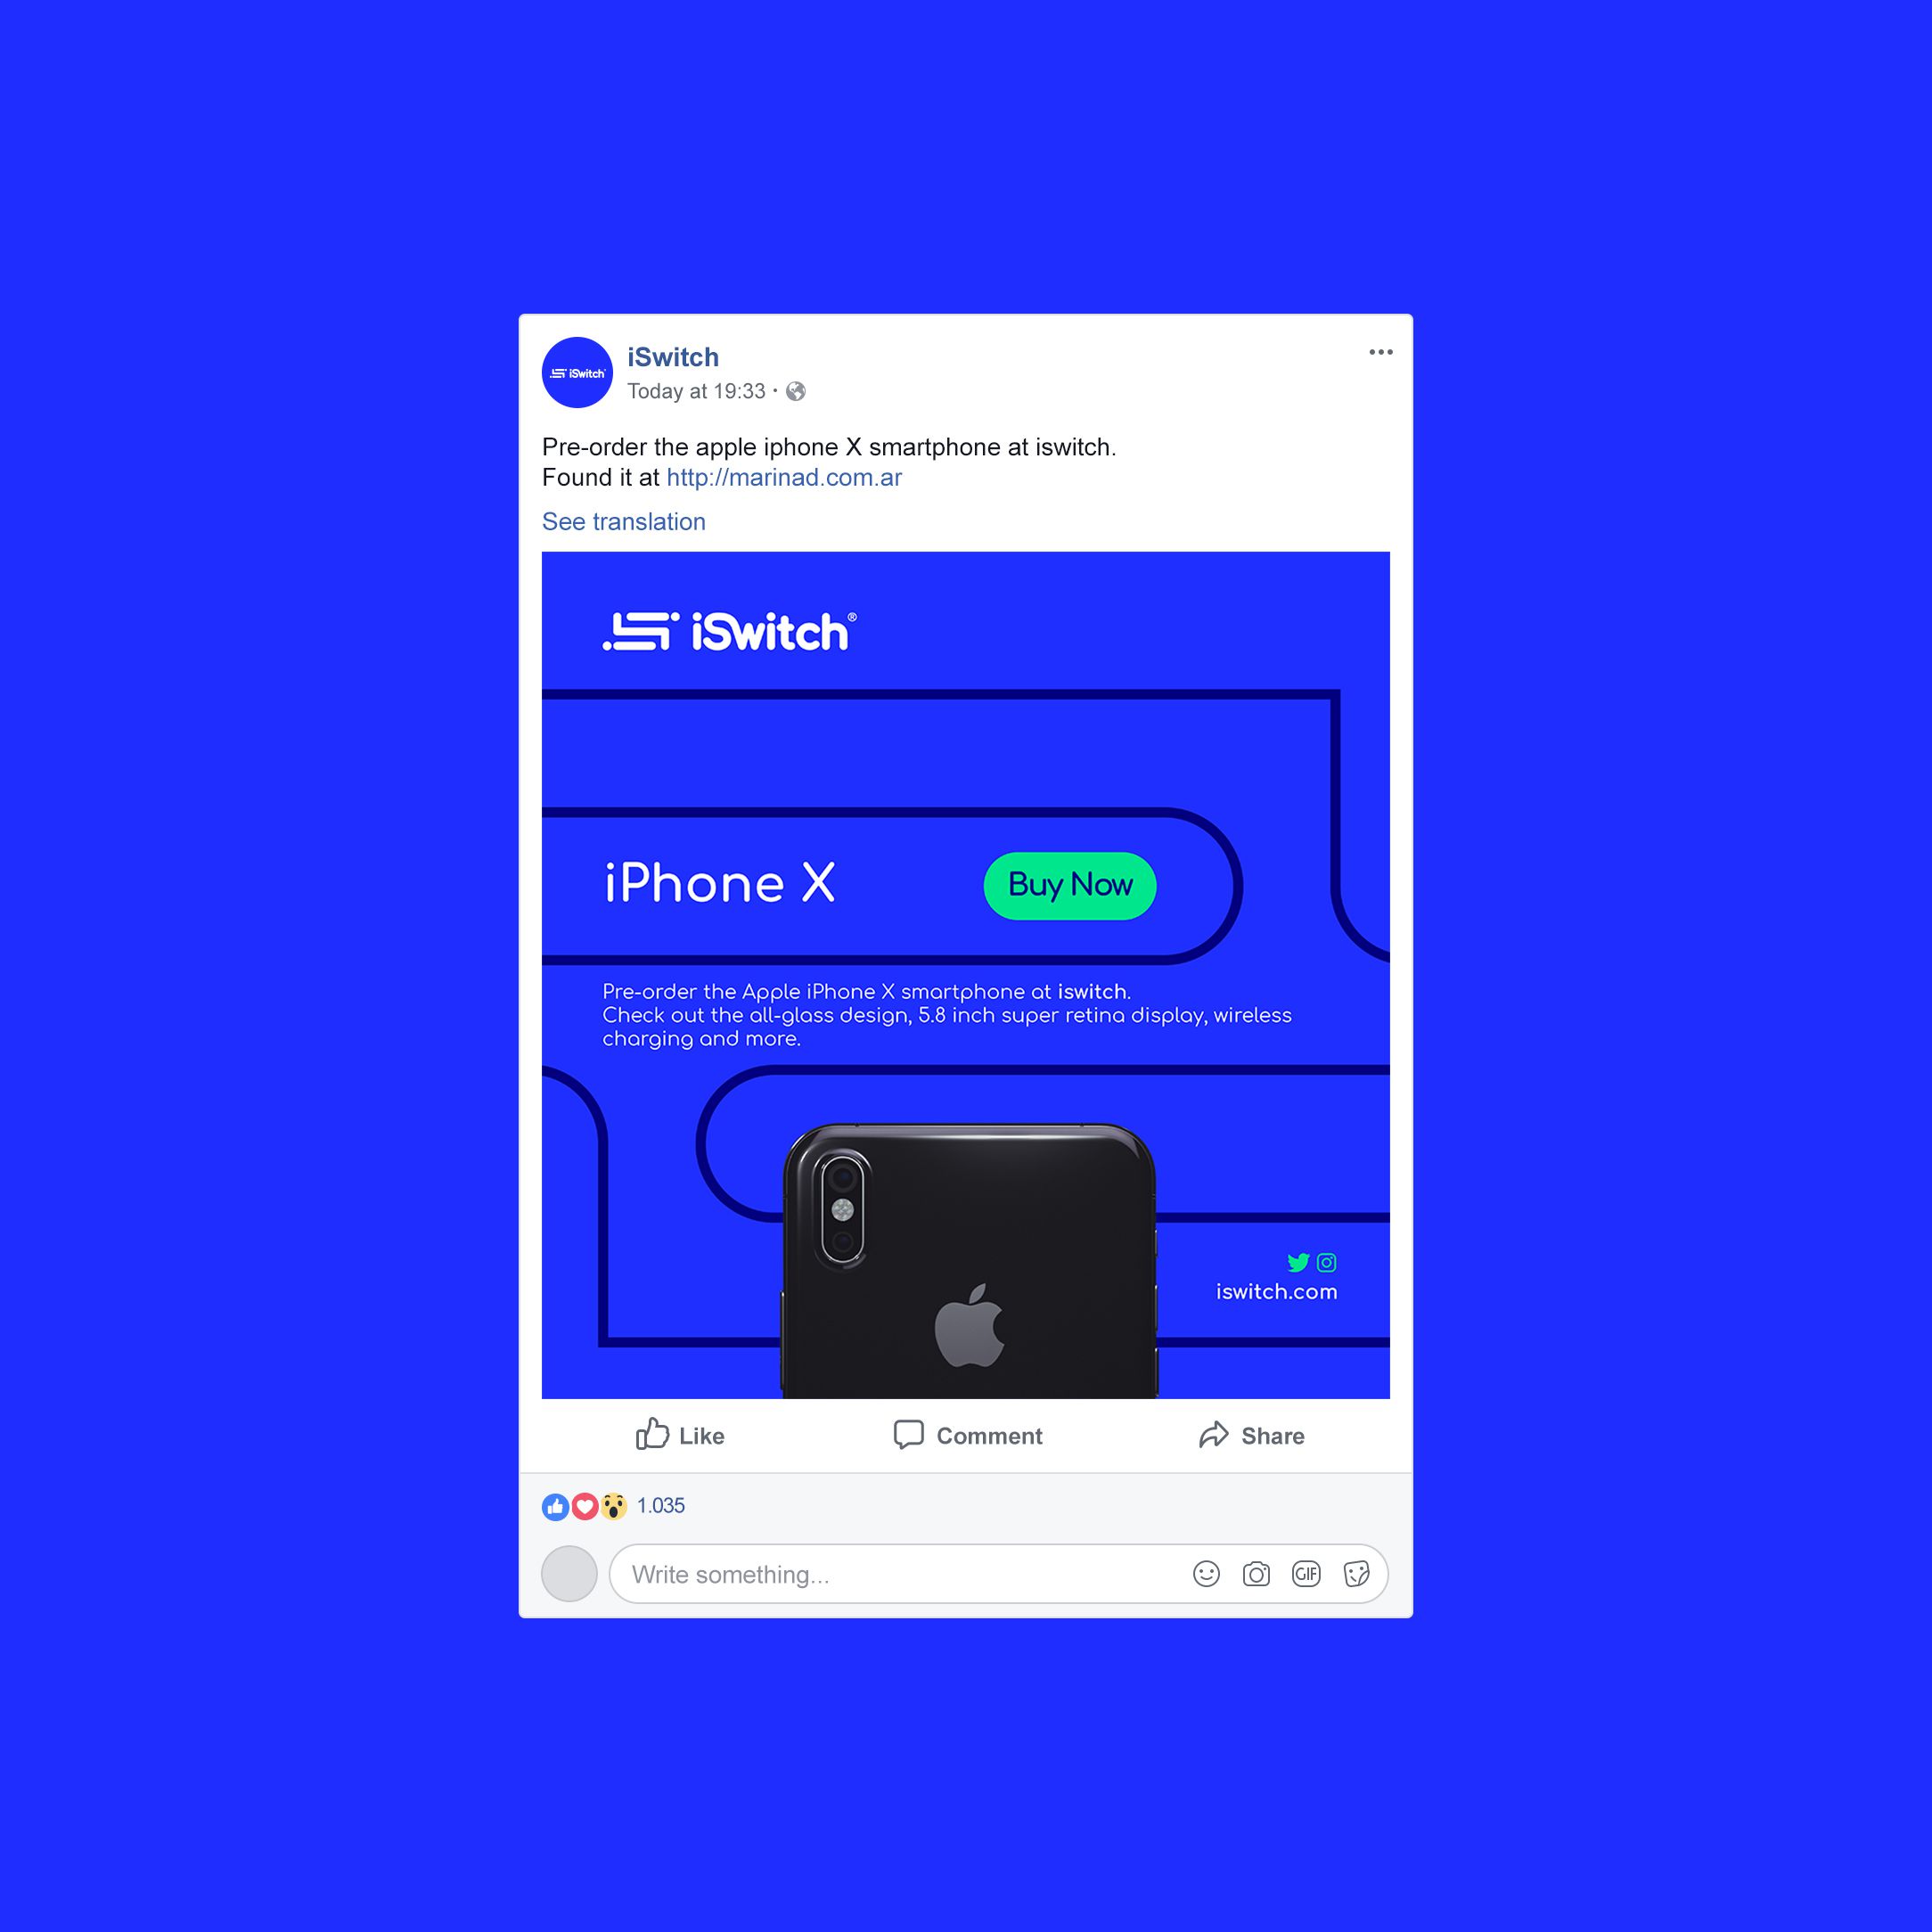 iSwitch
iSwitch
Today at 19:33 ·
Pre-order the apple iphone X smartphone at iswitch.
Found it at http://marinad.com.ar
See translation
iSwitch®
iPhone X
Buy Now
Pre-order the Apple iPhone X smartphone at iswitch.
Check out the all-glass design, 5.8 inch super retina display, wireless
charging and more.
iswitch.com
Like
Comment
Share
1.035
Write something...
GIF